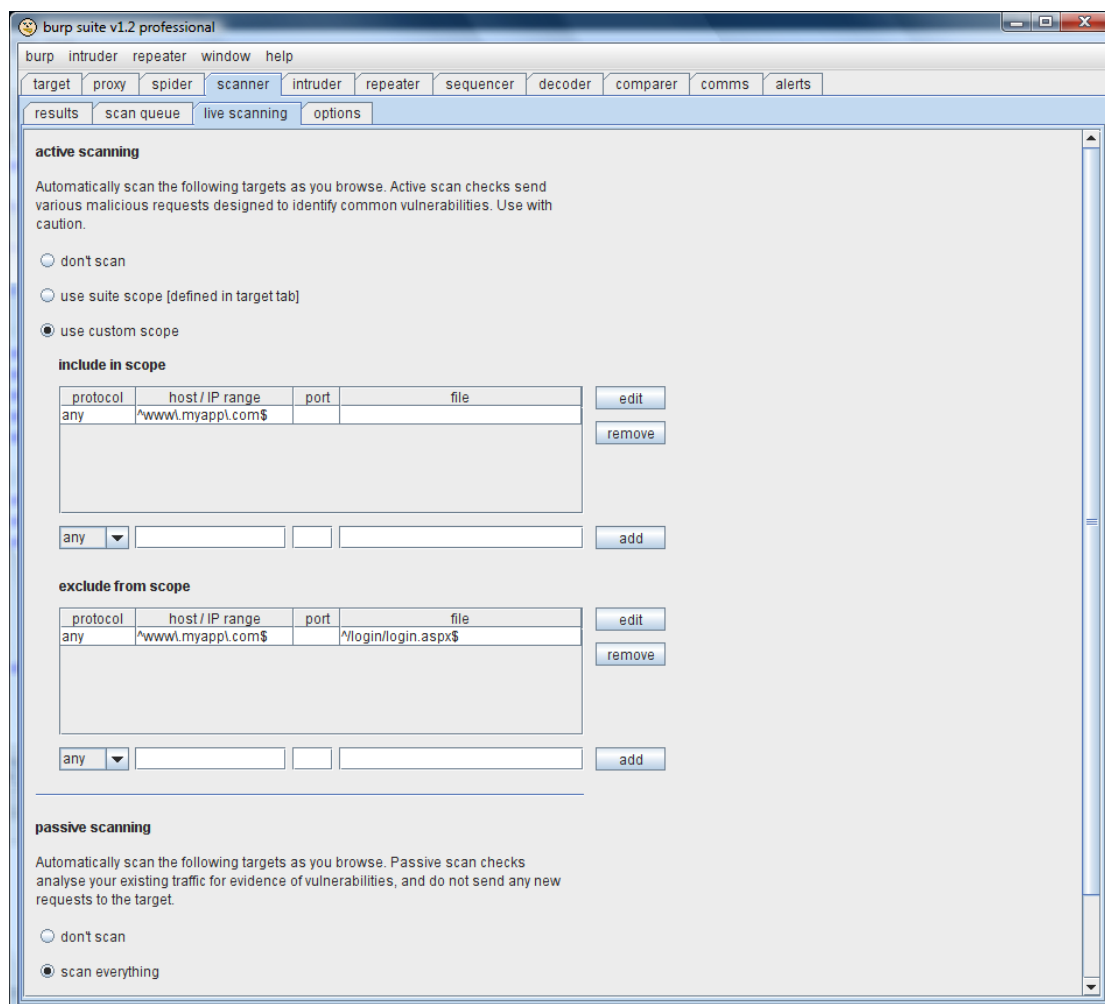 burp suite v1.2 professional
burp intruder repeater window help
target proxy spider scanner intruder repeater sequencer decoder comparer comms alerts
results scan queue live scanning options
active scanning
Automatically scan the following targets as you browse. Active scan checks send
various malicious requests designed to identify common vulnerabilities. Use with
caution.
don't scan
use suite scope [defined in target tab]
use custom scope
include in scope
protocol host / IP range port file edit
any ^www\.myapp\.com$
remove
any add
exclude from scope
protocol host / IP range port file edit
any ^www\.myapp\.com$ ^/login/login.aspx$
remove
any add
passive scanning
Automatically scan the following targets as you browse. Passive scan checks
analyse your existing traffic for evidence of vulnerabilities, and do not send any new
requests to the target.
don't scan
scan everything